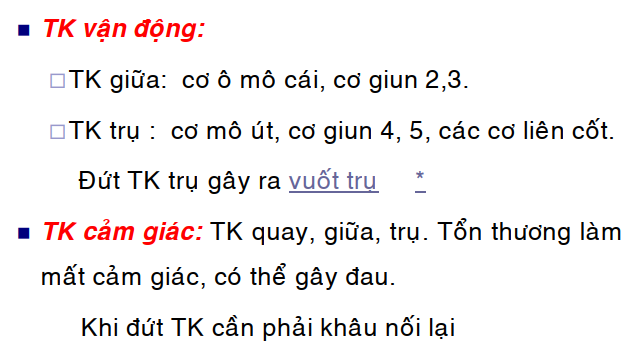 TK vận động:
TK giữa: cơ ô mô cái, cơ giun 2,3.
TK trụ : cơ mô út, cơ giun 4, 5, các cơ liên cốt.
Đứt TK trụ gây ra vuốt trụ *
TK cảm giác: TK quay, giữa, trụ. Tổn thương làm
mất cảm giác, có thể gây đau.
Khi đứt TK cần phải khâu nối lại